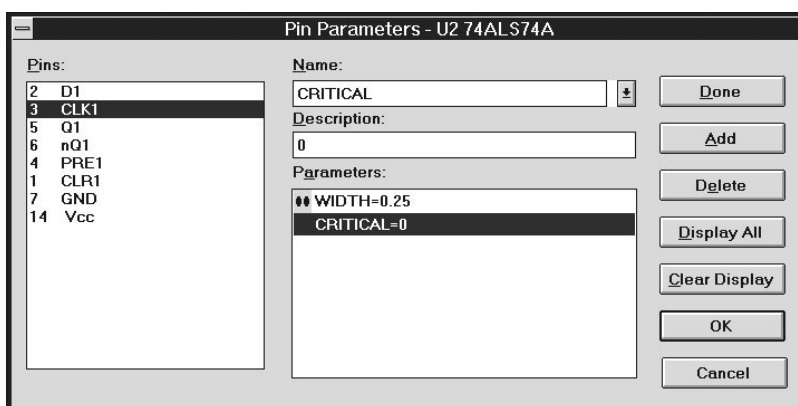 Pin Parameters - U2 74ALS74A
Pins:
2 D1
3 CLK1
5 Q1
6 nQ1
4 PRE1
1 CLR1
7 GND
14 Vcc
Name:
CRITICAL
Description:
0
Parameters:
WIDTH=0.25
CRITICAL=0
Done
Add
Delete
Display All
Clear Display
OK
Cancel